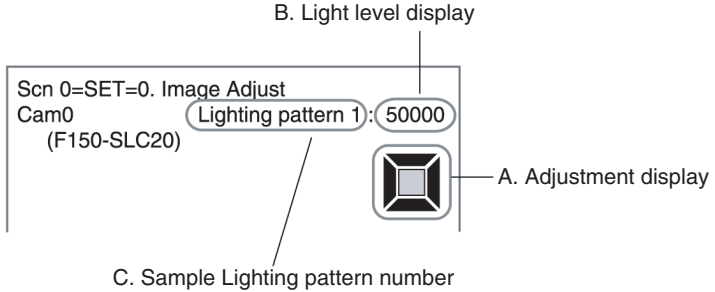 B. Light level display
Scn 0=SET=0. Image Adjust
Cam0 Lighting pattern 1 : 50000
(F150-SLC20)
A. Adjustment display
C. Sample Lighting pattern number